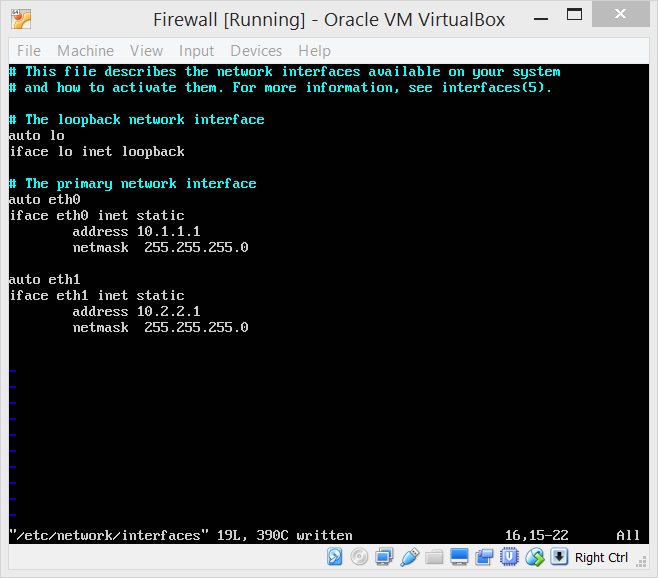 Firewall [Running] - Oracle VM VirtualBox
File Machine View Input Devices Help
# This file describes the network interfaces available on your system
# and how to activate them. For more information, see interfaces(5).
# The loopback network interface
auto lo
iface lo inet loopback
# The primary network interface
auto eth0
iface eth0 inet static
address 10.1.1.1
netmask 255.255.255.0
auto eth1
iface eth1 inet static
address 10.2.2.1
netmask 255.255.255.0
~
~
~
~
~
~
~
~
~
"/etc/network/interfaces" 19L, 390C written 16,15-22 All
Right Ctrl